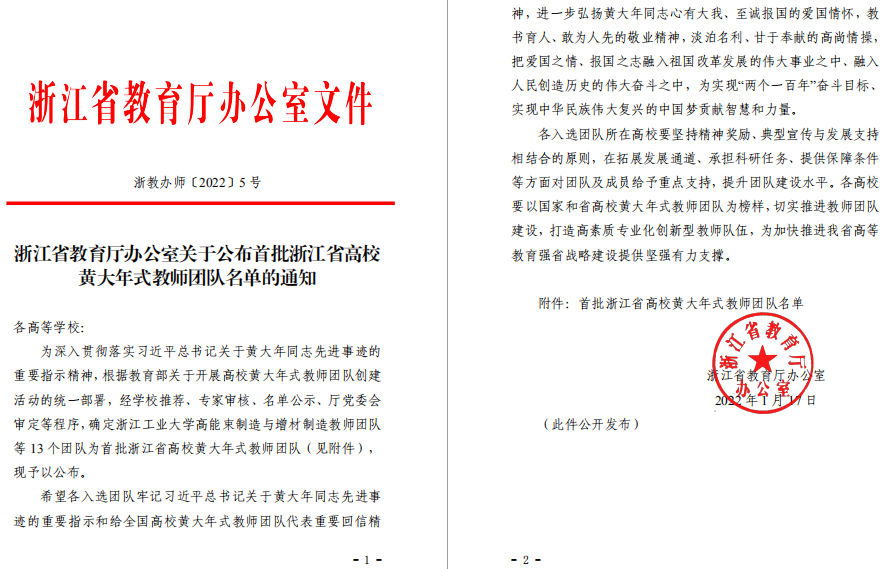 浙江省教育厅办公室文件
浙教办师〔2022〕5 号
浙江省教育厅办公室关于公布首批浙江省高校
黄大年式教师团队名单的通知
各高等学校：
为深入贯彻落实习近平总书记关于黄大年同志先进事迹的
重要指示精神，根据教育部关于开展高校黄大年式教师团队创建
活动的统一部署，经学校推荐、专家审核、名单公示、厅党委会
审定等程序，确定浙江工业大学高能束制造与增材制造教师团队
等 13 个团队为首批浙江省高校黄大年式教师团队（见附件），
现予以公布。
希望各入选团队牢记习近平总书记关于黄大年同志先进事
迹的重要指示和给全国高校黄大年式教师团队代表重要回信精
- 1 -
神，进一步弘扬黄大年同志心有大我、至诚报国的爱国情怀，教
书育人、敢为人先的敬业精神，淡泊名利、甘于奉献的高尚情操，
把爱国之情、报国之志融入祖国改革发展的伟大事业之中、融入
人民创造历史的伟大奋斗之中，为实现“两个一百年”奋斗目标、
实现中华民族伟大复兴的中国梦贡献智慧和力量。
各入选团队所在高校要坚持精神奖励、典型宣传与发展支持
相结合的原则，在拓展发展通道、承担科研任务、提供保障条件
等方面对团队及成员给予重点支持，提升团队建设水平。各高校
要以国家和省高校黄大年式教师团队为榜样，切实推进教师团队
建设，打造高素质专业化创新型教师队伍，为加快推进我省高等
教育强省战略建设提供坚强有力支撑。
附件：首批浙江省高校黄大年式教师团队名单
浙江省教育厅
办公室
浙江省教育厅办公室
2022 年 1 月 17 日
（此件公开发布）
- 2 -